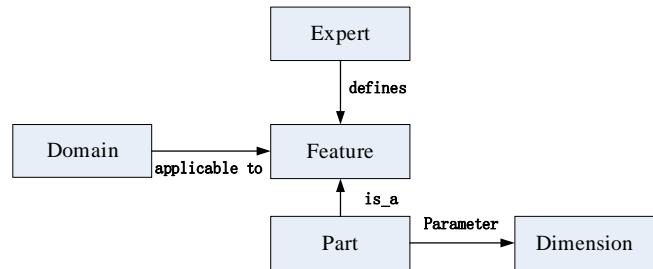 Expert
defines
Domain
applicable to
Feature
is_a
Part
Parameter
Dimension